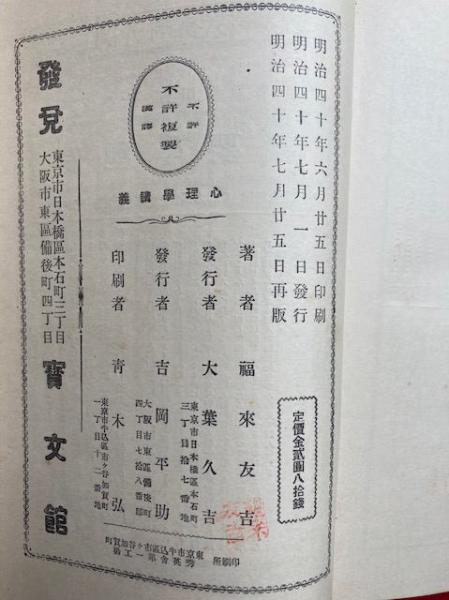 明治四十年六月廿五日印刷
明治四十年七月一日發行
明治四十年七月廿五日再版
定價金貳圓八拾錢
不許
不許複製
漢譯
心理學講義
著者 福來友吉
發行者 大葉久吉
東京市日本橋區本石町
三丁目拾七番地
發行者 吉岡平助
大阪市東區備後町
四丁目七拾八番邸
印刷者 青木弘
東京市牛込區市ヶ谷加賀町
一丁目十二番地
印刷所
東京市牛込區市ヶ谷加賀町
秀英舍第一工場
發兌
東京市日本橋區本石町三丁目
大阪市東區備後町四丁目
寶文館